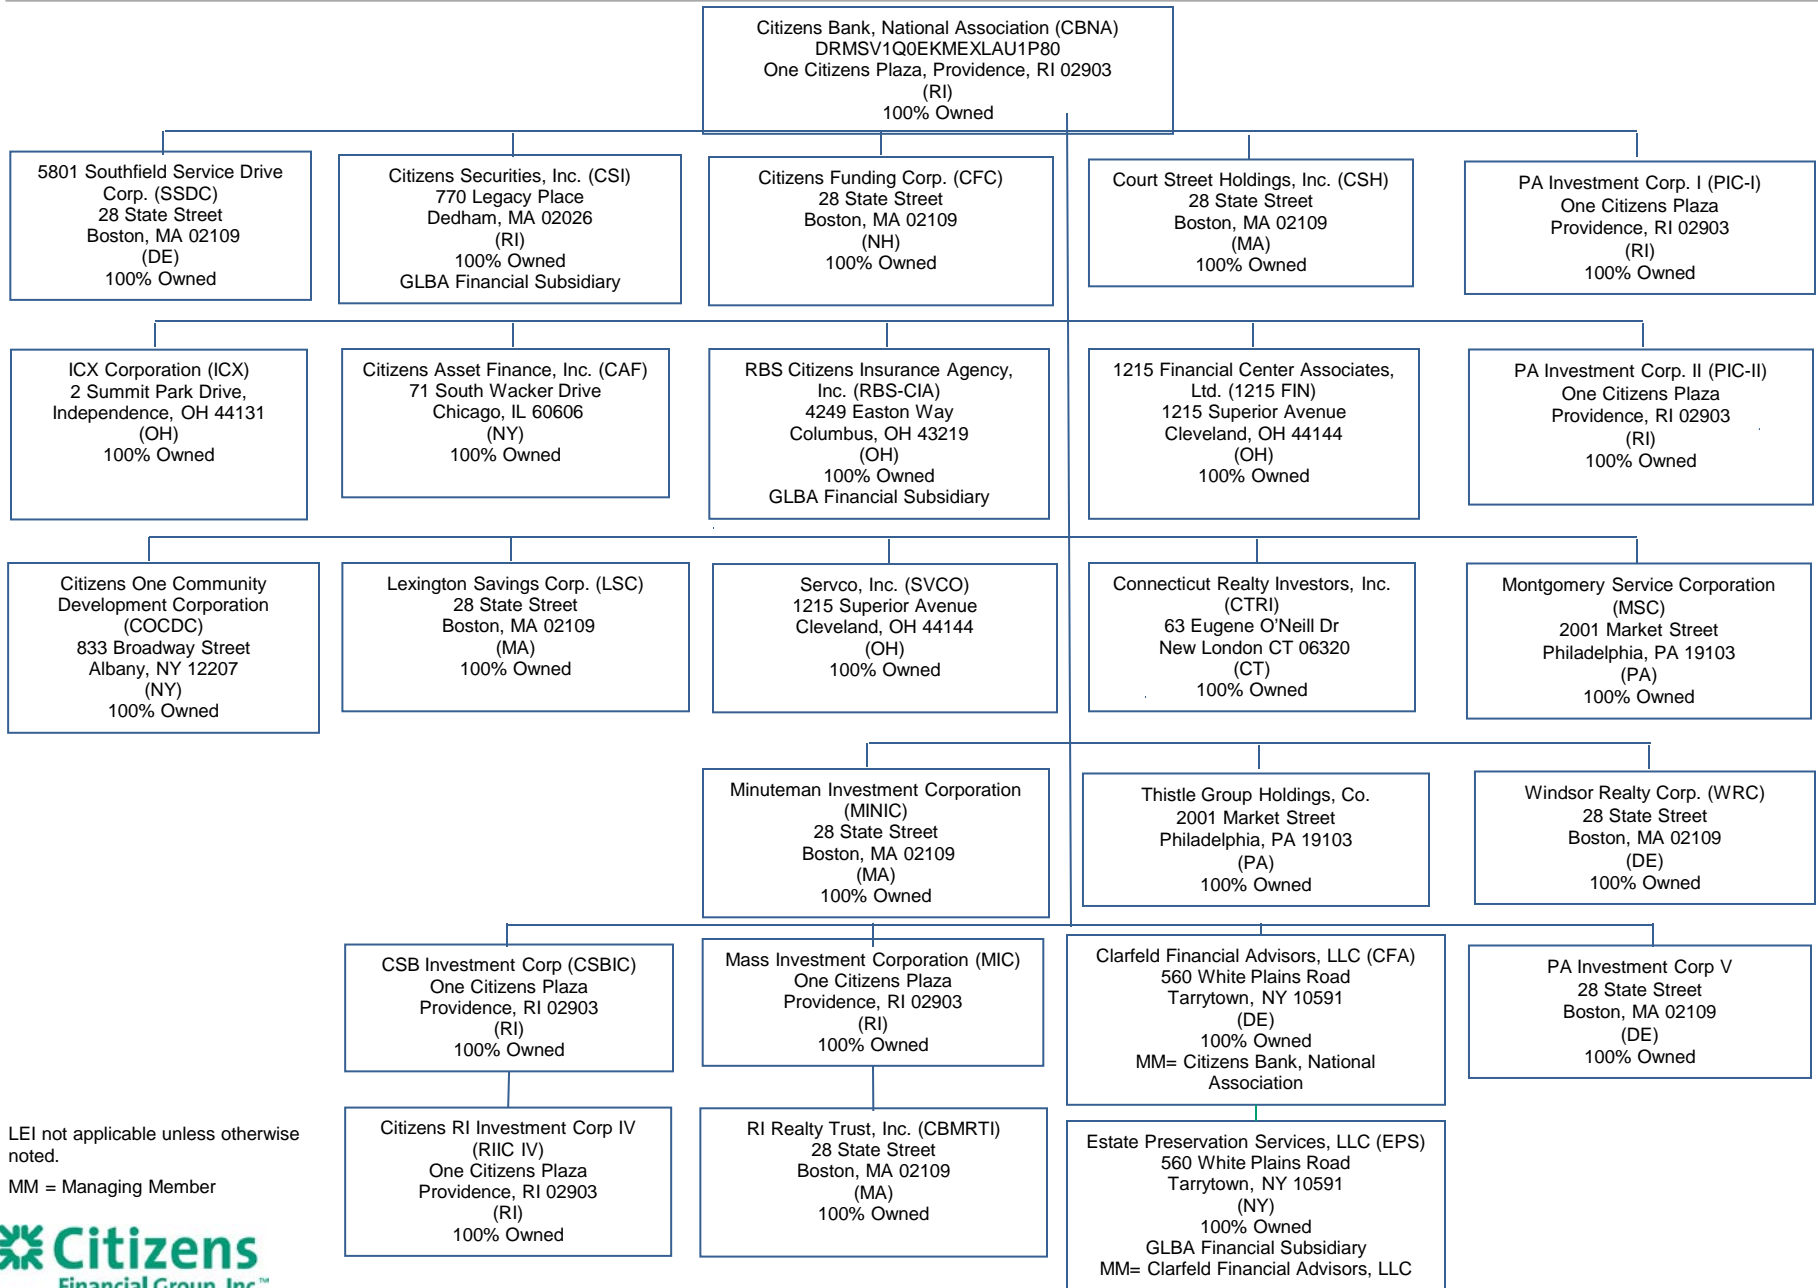 Citizens Bank, National Association (CBNA)
DRMSV1Q0EKMEXLAU1P80
One Citizens Plaza, Providence, RI 02903
(RI)
100% Owned
5801 Southfield Service Drive
Corp. (SSDC)
28 State Street
Boston, MA 02109
(DE)
100% Owned
Citizens Securities, Inc. (CSI)
770 Legacy Place
Dedham, MA 02026
(RI)
100% Owned
GLBA Financial Subsidiary
Citizens Funding Corp. (CFC)
28 State Street
Boston, MA 02109
(NH)
100% Owned
Court Street Holdings, Inc. (CSH)
28 State Street
Boston, MA 02109
(MA)
100% Owned
PA Investment Corp. I (PIC-I)
One Citizens Plaza
Providence, RI 02903
(RI)
100% Owned
ICX Corporation (ICX)
2 Summit Park Drive,
Independence, OH 44131
(OH)
100% Owned
Citizens Asset Finance, Inc. (CAF)
71 South Wacker Drive
Chicago, IL 60606
(NY)
100% Owned
RBS Citizens Insurance Agency,
Inc. (RBS-CIA)
4249 Easton Way
Columbus, OH 43219
(OH)
100% Owned
GLBA Financial Subsidiary
1215 Financial Center Associates,
Ltd. (1215 FIN)
1215 Superior Avenue
Cleveland, OH 44144
(OH)
100% Owned
PA Investment Corp. II (PIC-II)
One Citizens Plaza
Providence, RI 02903
(RI)
100% Owned
Citizens One Community
Development Corporation
(COCDC)
833 Broadway Street
Albany, NY 12207
(NY)
100% Owned
Lexington Savings Corp. (LSC)
28 State Street
Boston, MA 02109
(MA)
100% Owned
Servco, Inc. (SVCO)
1215 Superior Avenue
Cleveland, OH 44144
(OH)
100% Owned
Connecticut Realty Investors, Inc.
(CTRI)
63 Eugene O’Neill Dr
New London CT 06320
(CT)
100% Owned
Montgomery Service Corporation
(MSC)
2001 Market Street
Philadelphia, PA 19103
(PA)
100% Owned
Minuteman Investment Corporation
(MINIC)
28 State Street
Boston, MA 02109
(MA)
100% Owned
Thistle Group Holdings, Co.
2001 Market Street
Philadelphia, PA 19103
(PA)
100% Owned
Windsor Realty Corp. (WRC)
28 State Street
Boston, MA 02109
(DE)
100% Owned
CSB Investment Corp (CSBIC)
One Citizens Plaza
Providence, RI 02903
(RI)
100% Owned
Mass Investment Corporation (MIC)
One Citizens Plaza
Providence, RI 02903
(RI)
100% Owned
Clarfeld Financial Advisors, LLC (CFA)
560 White Plains Road
Tarrytown, NY 10591
(DE)
100% Owned
MM= Citizens Bank, National
Association
PA Investment Corp V
28 State Street
Boston, MA 02109
(DE)
100% Owned
Citizens RI Investment Corp IV
(RIIC IV)
One Citizens Plaza
Providence, RI 02903
(RI)
100% Owned
RI Realty Trust, Inc. (CBMRTI)
28 State Street
Boston, MA 02109
(MA)
100% Owned
Estate Preservation Services, LLC (EPS)
560 White Plains Road
Tarrytown, NY 10591
(NY)
100% Owned
GLBA Financial Subsidiary
MM= Clarfeld Financial Advisors, LLC
LEI not applicable unless otherwise
noted.
MM = Managing Member
Citizens
Financial Group, Inc.™